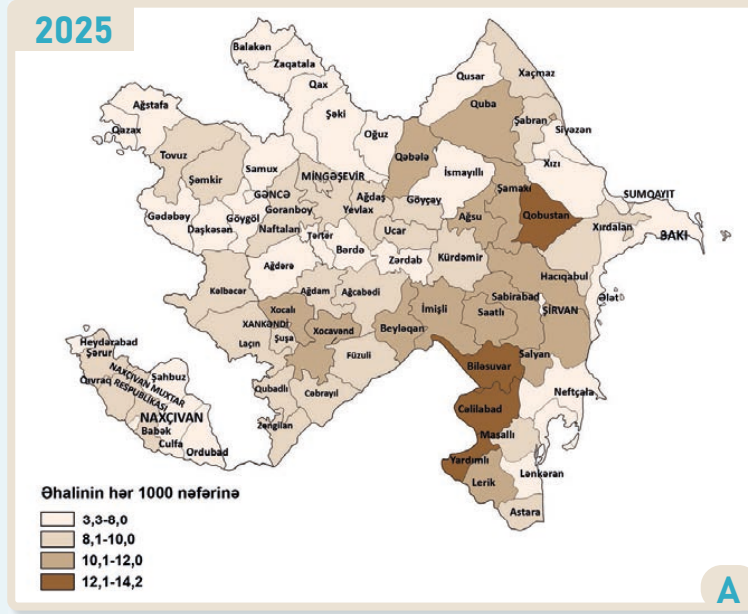 2025
Balakən
Zaqatala
Qax
Şəki
Oğuz
Qusar
Xaçmaz
Quba
Şabran
Siyəzən
Xızı
Ağstafa
Qazax
Tovuz
Şəmkir
Samux
GƏNCƏ
Gədəbəy
Daşkəsən
Göygöl
Goranboy
Naftalan
MİNGƏŞEVİR
Yevlax
Ağdaş
Qəbələ
İsmayıllı
Göyçay
Ağsu
Şamaxı
Qobustan
SUMQAYIT
Xırdalan
BAKI
Tərtər
Bərdə
Ucar
Zərdab
Kürdəmir
Hacıqabul
Ələt
Ağdərə
Kəlbəcər
Ağdam
Ağcabədi
Xocalı
XANKƏNDİ
Xocavənd
Laçın
Şuşa
Beyləqan
İmişli
Sabirabad
Saatlı
ŞİRVAN
Füzuli
Qubadlı
Cəbrayıl
Zəngilan
Salyan
Biləsuvar
Neftçala
Cəlilabad
Masallı
Yardımlı
Lerik
Lənkəran
Astara
Heydərabad
Şərur
Qıvraq
NAXÇIVAN MUXTAR
RESPUBLİKASI
Şahbuz
NAXÇIVAN
Babək
Culfa
Ordubad
Əhalinin hər 1000 nəfərinə
3,3-8,0
8,1-10,0
10,1-12,0
12,1-14,2
A